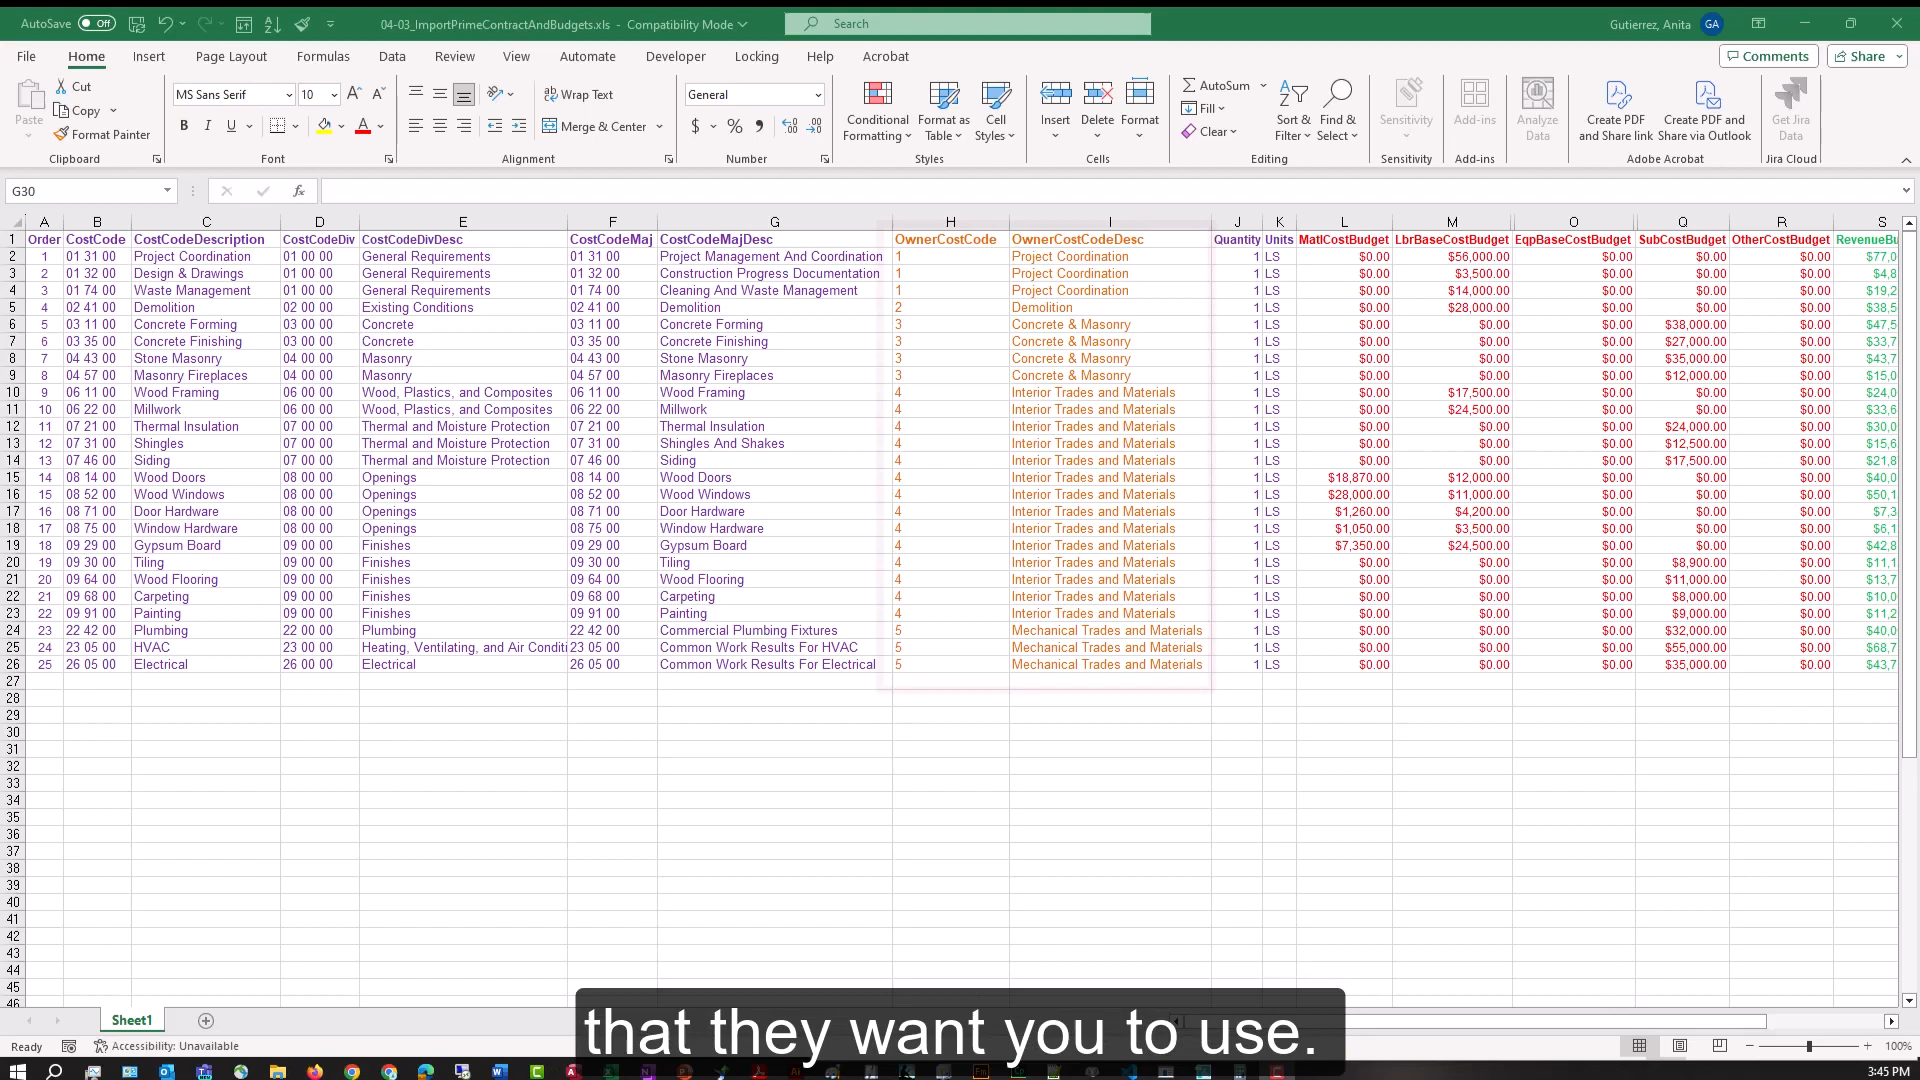 AutoSave Off 04-03_ImportPrimeContractAndBudgets.xls - Compatibility Mode Search Gutierrez, Anita GA
File Home Insert Page Layout Formulas Data Review View Automate Developer Locking Help Acrobat Comments Share
Paste Cut Copy Format Painter Clipboard
MS Sans Serif 10 A A B I U A Font
Wrap Text Merge & Center Alignment
General $ % Number
Conditional Formatting Format as Table Cell Styles Styles
Insert Delete Format Cells
AutoSum Fill Clear Sort & Filter Find & Select Editing
Sensitivity Sensitivity
Add-ins Add-ins
Analyze Data
Create PDF and Share link Create PDF and Share via Outlook Adobe Acrobat
Get Jira Data Jira Cloud
G30 fx
A B C D E F G H I J K L M O Q R S
1 Order CostCode CostCodeDescription CostCodeDiv CostCodeDivDesc CostCodeMaj CostCodeMajDesc OwnerCostCode OwnerCostCodeDesc Quantity Units MatlCostBudget LbrBaseCostBudget EqpBaseCostBudget SubCostBudget OtherCostBudget RevenueBu
2 1 01 31 00 Project Coordination 01 00 00 General Requirements 01 31 00 Project Management And Coordination 1 Project Coordination 1 LS $0.00 $56,000.00 $0.00 $0.00 $0.00 $77,0
3 2 01 32 00 Design & Drawings 01 00 00 General Requirements 01 32 00 Construction Progress Documentation 1 Project Coordination 1 LS $0.00 $3,500.00 $0.00 $0.00 $0.00 $4,8
4 3 01 74 00 Waste Management 01 00 00 General Requirements 01 74 00 Cleaning And Waste Management 1 Project Coordination 1 LS $0.00 $14,000.00 $0.00 $0.00 $0.00 $19,2
5 4 02 41 00 Demolition 02 00 00 Existing Conditions 02 41 00 Demolition 2 Demolition 1 LS $0.00 $28,000.00 $0.00 $0.00 $0.00 $38,5
6 5 03 11 00 Concrete Forming 03 00 00 Concrete 03 11 00 Concrete Forming 3 Concrete & Masonry 1 LS $0.00 $0.00 $0.00 $38,000.00 $0.00 $47,5
7 6 03 35 00 Concrete Finishing 03 00 00 Concrete 03 35 00 Concrete Finishing 3 Concrete & Masonry 1 LS $0.00 $0.00 $0.00 $27,000.00 $0.00 $33,7
8 7 04 43 00 Stone Masonry 04 00 00 Masonry 04 43 00 Stone Masonry 3 Concrete & Masonry 1 LS $0.00 $0.00 $0.00 $35,000.00 $0.00 $43,7
9 8 04 57 00 Masonry Fireplaces 04 00 00 Masonry 04 57 00 Masonry Fireplaces 3 Concrete & Masonry 1 LS $0.00 $0.00 $0.00 $12,000.00 $0.00 $15,0
10 9 06 11 00 Wood Framing 06 00 00 Wood, Plastics, and Composites 06 11 00 Wood Framing 4 Interior Trades and Materials 1 LS $0.00 $17,500.00 $0.00 $0.00 $0.00 $24,0
11 10 06 22 00 Millwork 06 00 00 Wood, Plastics, and Composites 06 22 00 Millwork 4 Interior Trades and Materials 1 LS $0.00 $24,500.00 $0.00 $0.00 $0.00 $33,6
12 11 07 21 00 Thermal Insulation 07 00 00 Thermal and Moisture Protection 07 21 00 Thermal Insulation 4 Interior Trades and Materials 1 LS $0.00 $0.00 $0.00 $24,000.00 $0.00 $30,0
13 12 07 31 00 Shingles 07 00 00 Thermal and Moisture Protection 07 31 00 Shingles And Shakes 4 Interior Trades and Materials 1 LS $0.00 $0.00 $0.00 $12,500.00 $0.00 $15,6
14 13 07 46 00 Siding 07 00 00 Thermal and Moisture Protection 07 46 00 Siding 4 Interior Trades and Materials 1 LS $0.00 $0.00 $0.00 $17,500.00 $0.00 $21,8
15 14 08 14 00 Wood Doors 08 00 00 Openings 08 14 00 Wood Doors 4 Interior Trades and Materials 1 LS $18,870.00 $12,000.00 $0.00 $0.00 $0.00 $40,0
16 15 08 52 00 Wood Windows 08 00 00 Openings 08 52 00 Wood Windows 4 Interior Trades and Materials 1 LS $28,000.00 $11,000.00 $0.00 $0.00 $0.00 $50,1
17 16 08 71 00 Door Hardware 08 00 00 Openings 08 71 00 Door Hardware 4 Interior Trades and Materials 1 LS $1,260.00 $4,200.00 $0.00 $0.00 $0.00 $7,3
18 17 08 75 00 Window Hardware 08 00 00 Openings 08 75 00 Window Hardware 4 Interior Trades and Materials 1 LS $1,050.00 $3,500.00 $0.00 $0.00 $0.00 $6,1
19 18 09 29 00 Gypsum Board 09 00 00 Finishes 09 29 00 Gypsum Board 4 Interior Trades and Materials 1 LS $7,350.00 $24,500.00 $0.00 $0.00 $0.00 $42,8
20 19 09 30 00 Tiling 09 00 00 Finishes 09 30 00 Tiling 4 Interior Trades and Materials 1 LS $0.00 $0.00 $0.00 $8,900.00 $0.00 $11,1
21 20 09 64 00 Wood Flooring 09 00 00 Finishes 09 64 00 Wood Flooring 4 Interior Trades and Materials 1 LS $0.00 $0.00 $0.00 $11,000.00 $0.00 $13,7
22 21 09 68 00 Carpeting 09 00 00 Finishes 09 68 00 Carpeting 4 Interior Trades and Materials 1 LS $0.00 $0.00 $0.00 $8,000.00 $0.00 $10,0
23 22 09 91 00 Painting 09 00 00 Finishes 09 91 00 Painting 4 Interior Trades and Materials 1 LS $0.00 $0.00 $0.00 $9,000.00 $0.00 $11,2
24 23 22 42 00 Plumbing 22 00 00 Plumbing 22 42 00 Commercial Plumbing Fixtures 5 Mechanical Trades and Materials 1 LS $0.00 $0.00 $0.00 $32,000.00 $0.00 $40,0
25 24 23 05 00 HVAC 23 00 00 Heating, Ventilating, and Air Conditi 23 05 00 Common Work Results For HVAC 5 Mechanical Trades and Materials 1 LS $0.00 $0.00 $0.00 $55,000.00 $0.00 $68,7
26 25 26 05 00 Electrical 26 00 00 Electrical 26 05 00 Common Work Results For Electrical 5 Mechanical Trades and Materials 1 LS $0.00 $0.00 $0.00 $35,000.00 $0.00 $43,7
27
28
29
30
31
32
33
34
35
36
37
38
39
40
41
42
43
44
45
46
that they want you to use.
Sheet1
Ready Accessibility: Unavailable 100%
3:45 PM